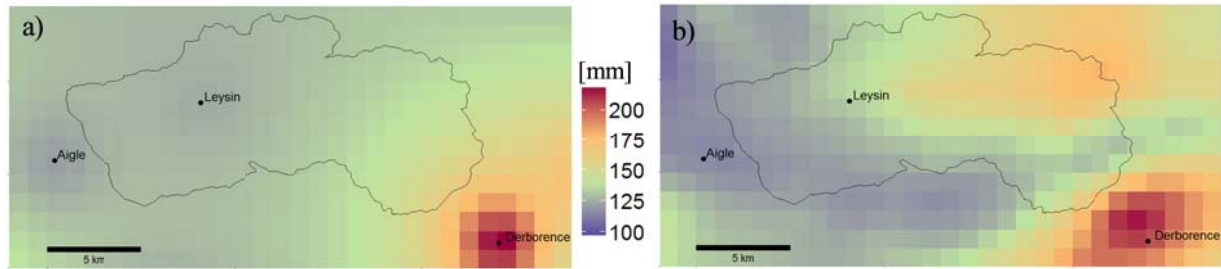 a)
Leysin
Aigle
Derborence
5 km
[mm]
200
175
150
125
100
b)
Leysin
Aigle
Derborence
5 km